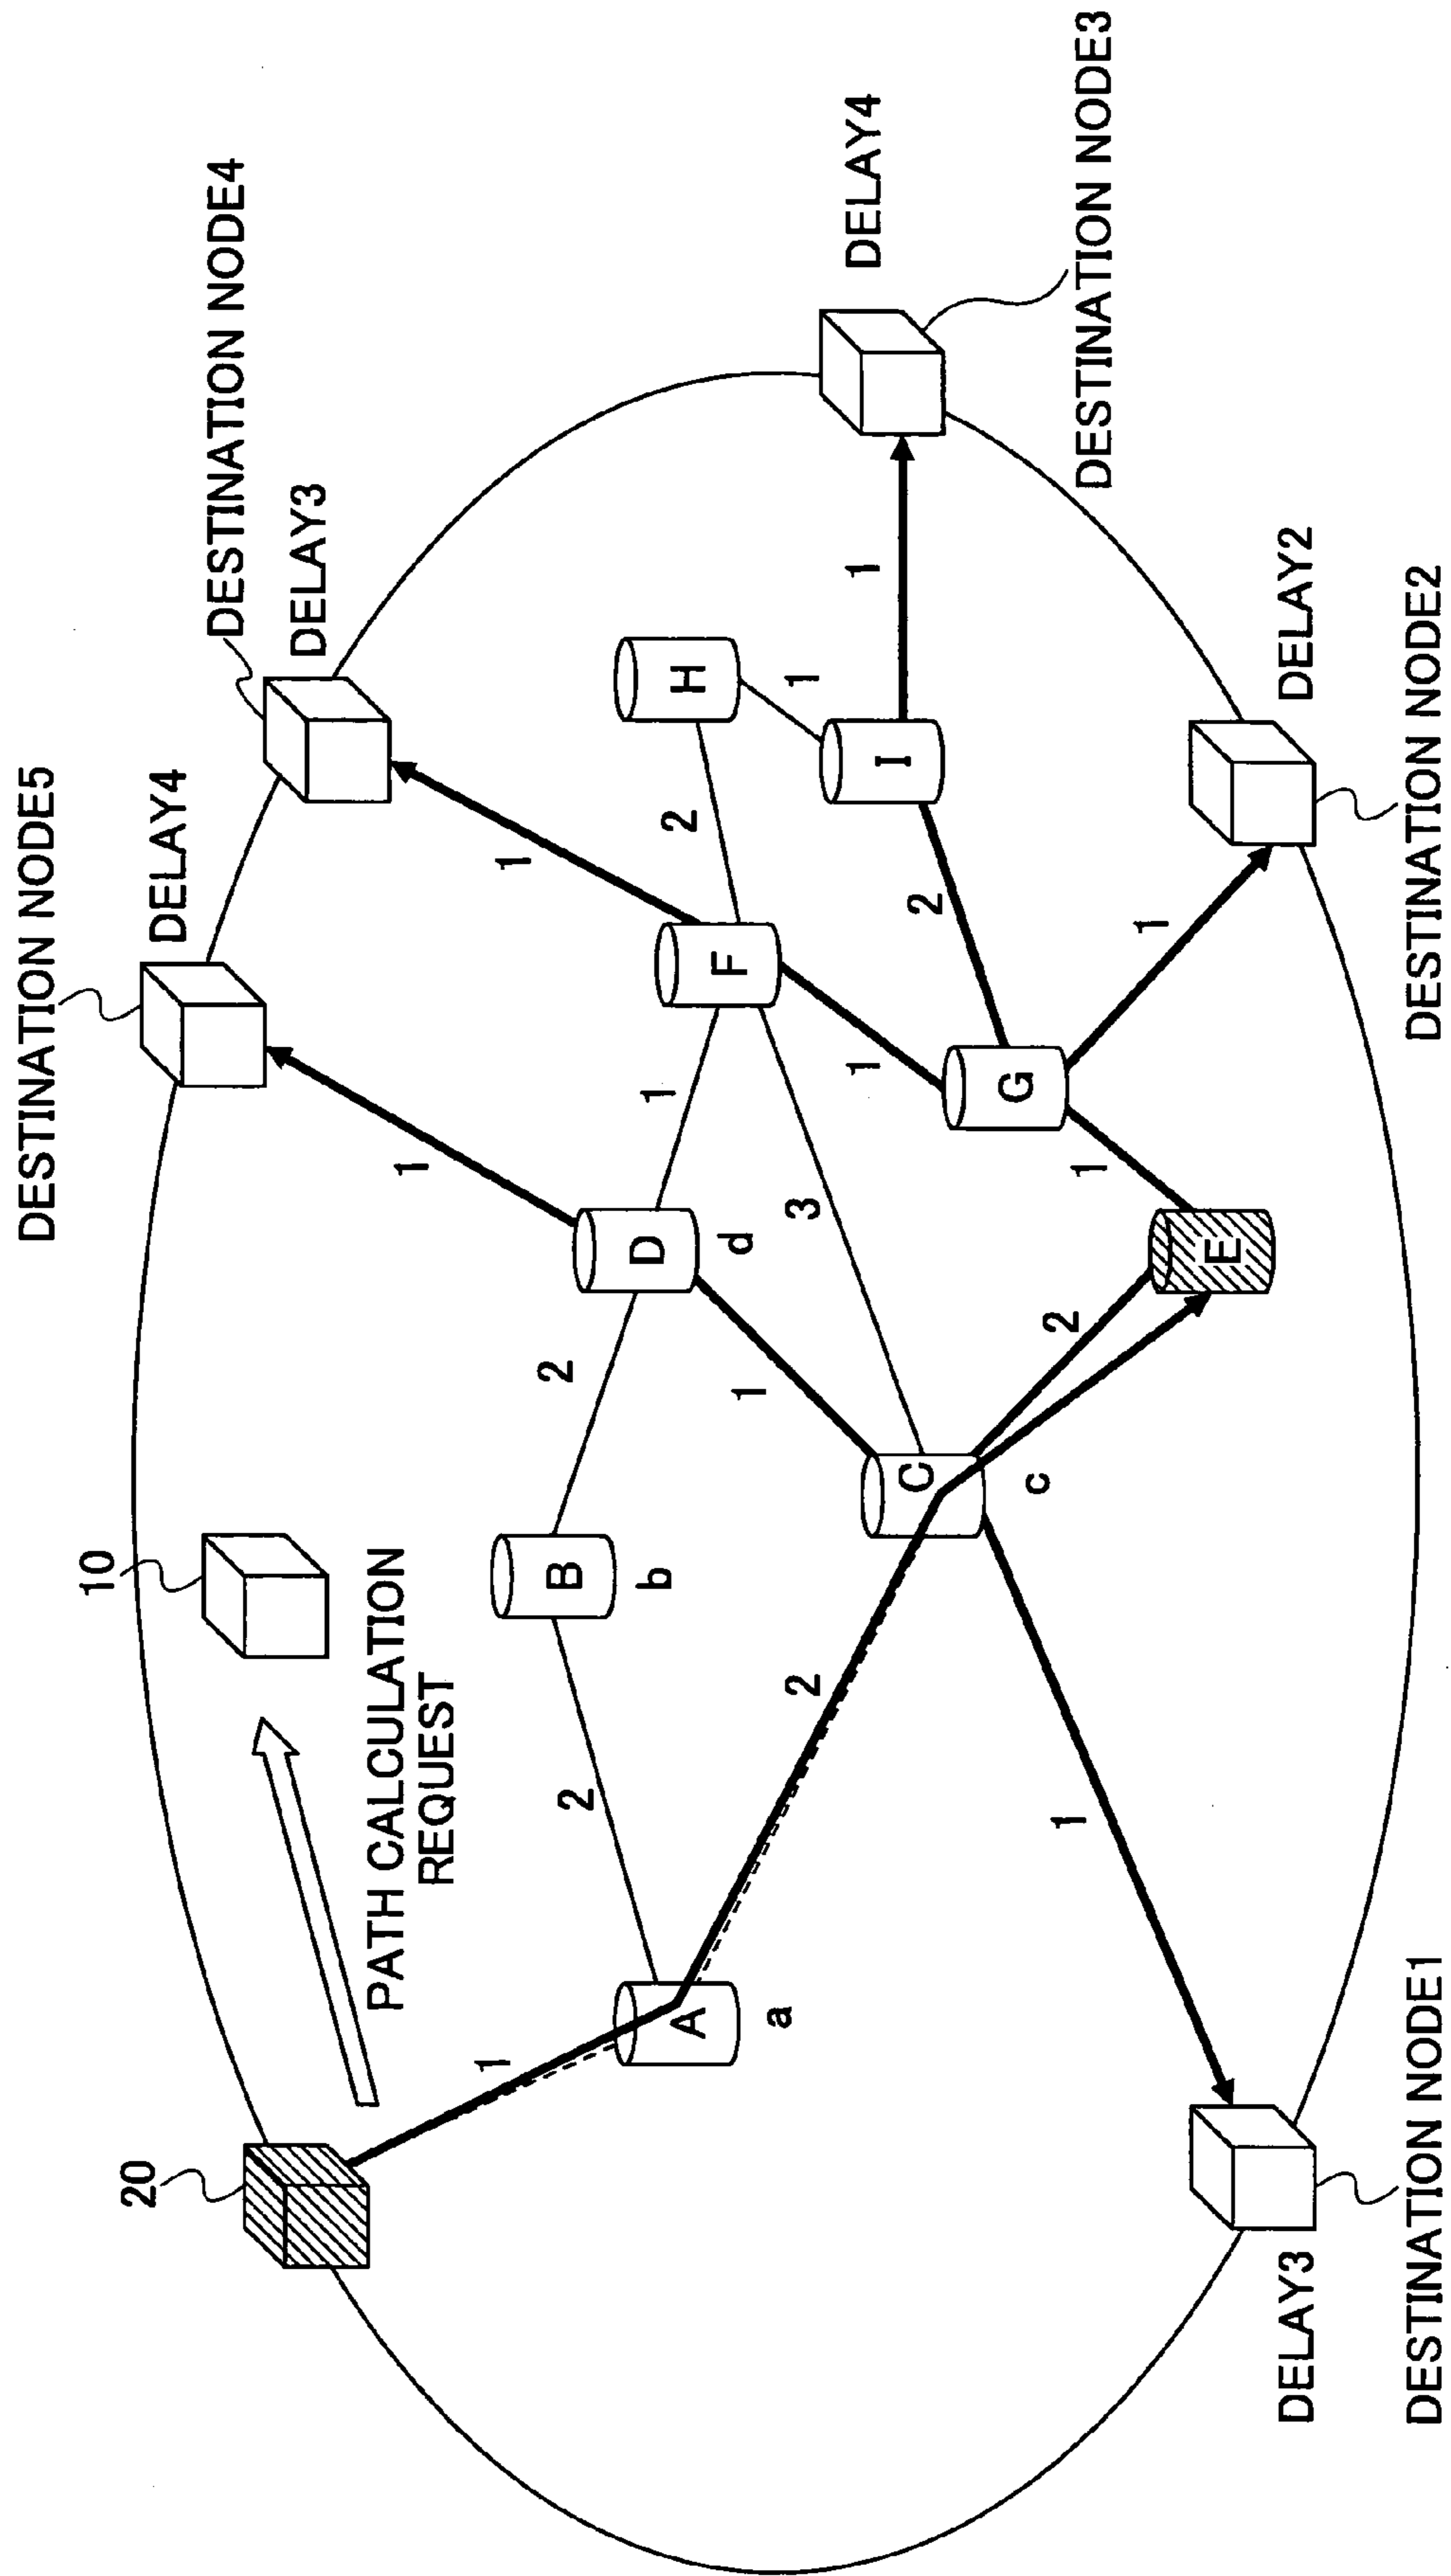 DESTINATION NODE5
DELAY4
DESTINATION NODE4
DELAY3
20
10
PATH CALCULATION
REQUEST
1
1
1
2
B
b
2
D
d
1
F
2
H
A
a
2
1
3
1
1
I
1
DELAY4
DESTINATION NODE3
C
c
2
E
1
G
2
1
1
DELAY3
DESTINATION NODE1
DELAY2
DESTINATION NODE2